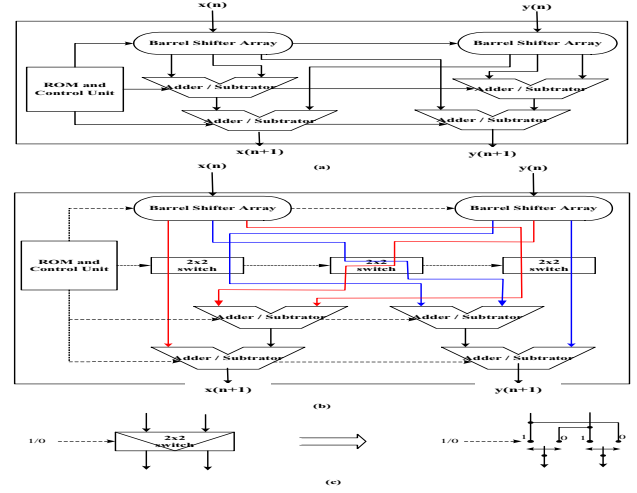 x(n) y(n)
Barrel Shifter Array Barrel Shifter Array
ROM and
Control Unit
Adder / Subtrator Adder / Subtrator
Adder / Subtrator Adder / Subtrator
x(n+1) y(n+1)
(a)
x(n) y(n)
Barrel Shifter Array Barrel Shifter Array
ROM and
Control Unit
2x2
switch
2x2
switch
2x2
switch
Adder / Subtrator Adder / Subtrator
Adder / Subtrator Adder / Subtrator
x(n+1) y(n+1)
(b)
1/0
2x2
switch
1/0
1 0 1 0
(c)